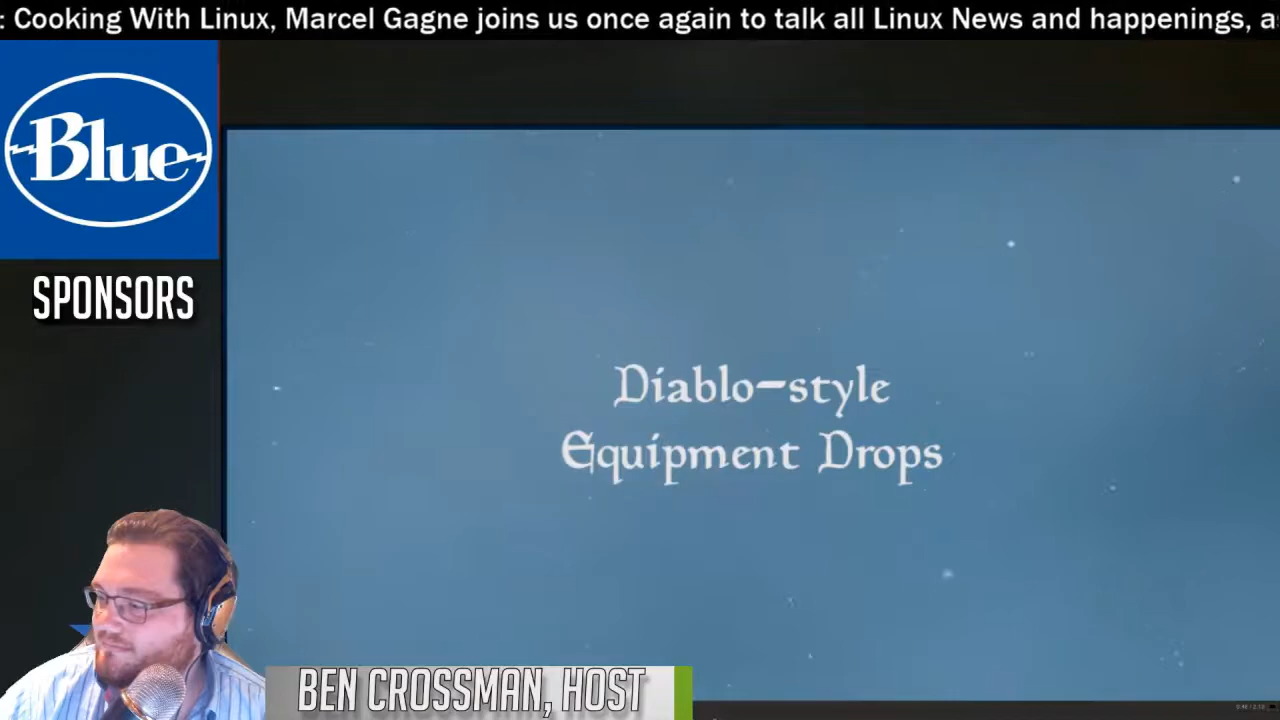 : Cooking With Linux, Marcel Gagne joins us once again to talk all Linux News and happenings, a
Blue
SPONSORS
Diablo-style
Equipment Drops
BEN CROSSMAN, HOST